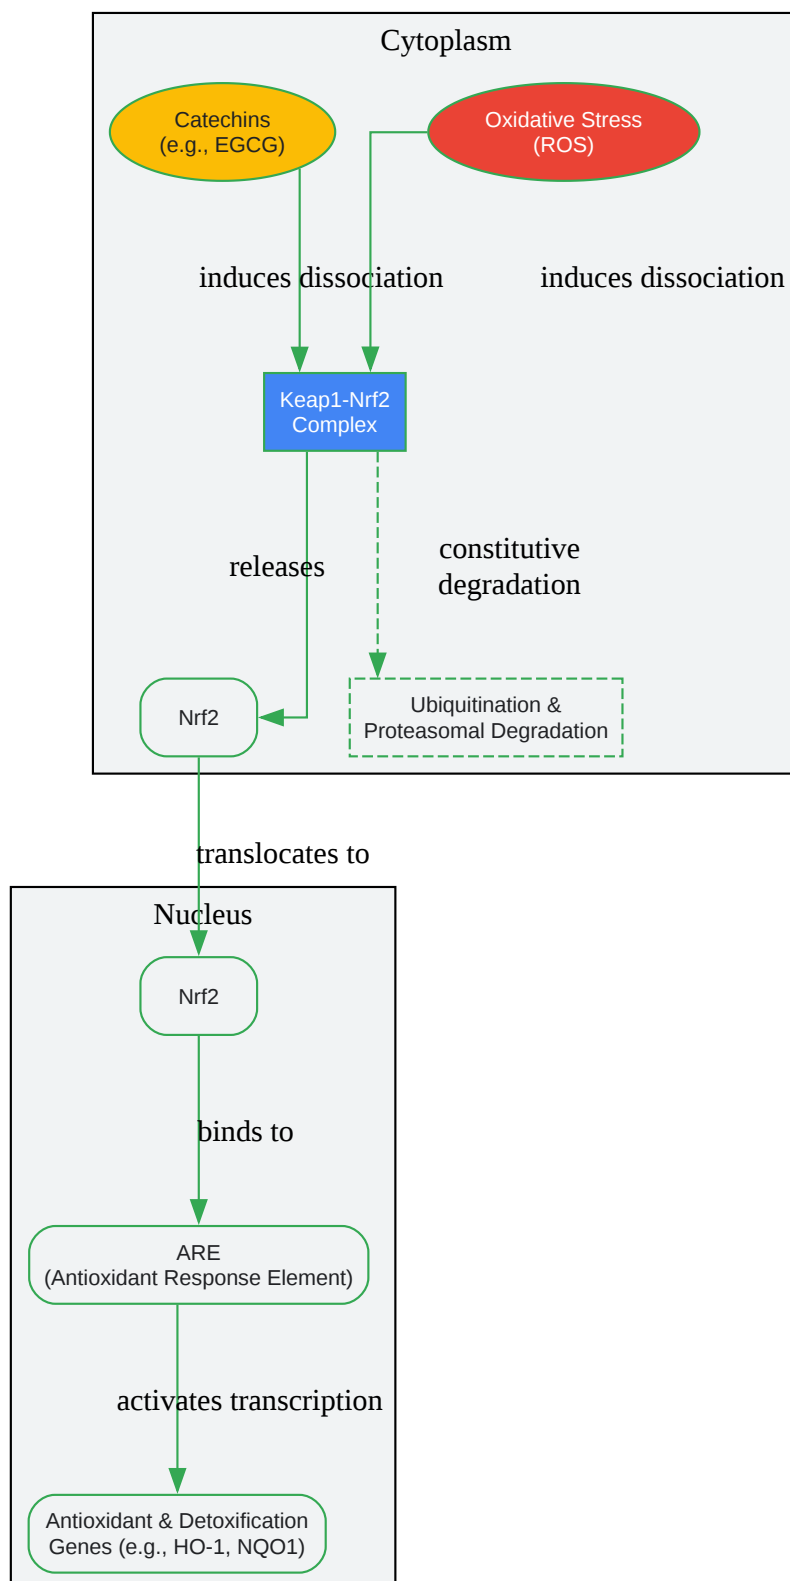 Cytoplasm
Catechins
(e.g., EGCG)
Oxidative Stress
(ROS)
induces dissociation
induces dissociation
Keap1-Nrf2
Complex
releases
constitutive
degradation
Nrf2
Ubiquitination &
Proteasomal Degradation
translocates to
Nucleus
Nrf2
binds to
ARE
(Antioxidant Response Element)
activates transcription
Antioxidant & Detoxification
Genes (e.g., HO-1, NQO1)